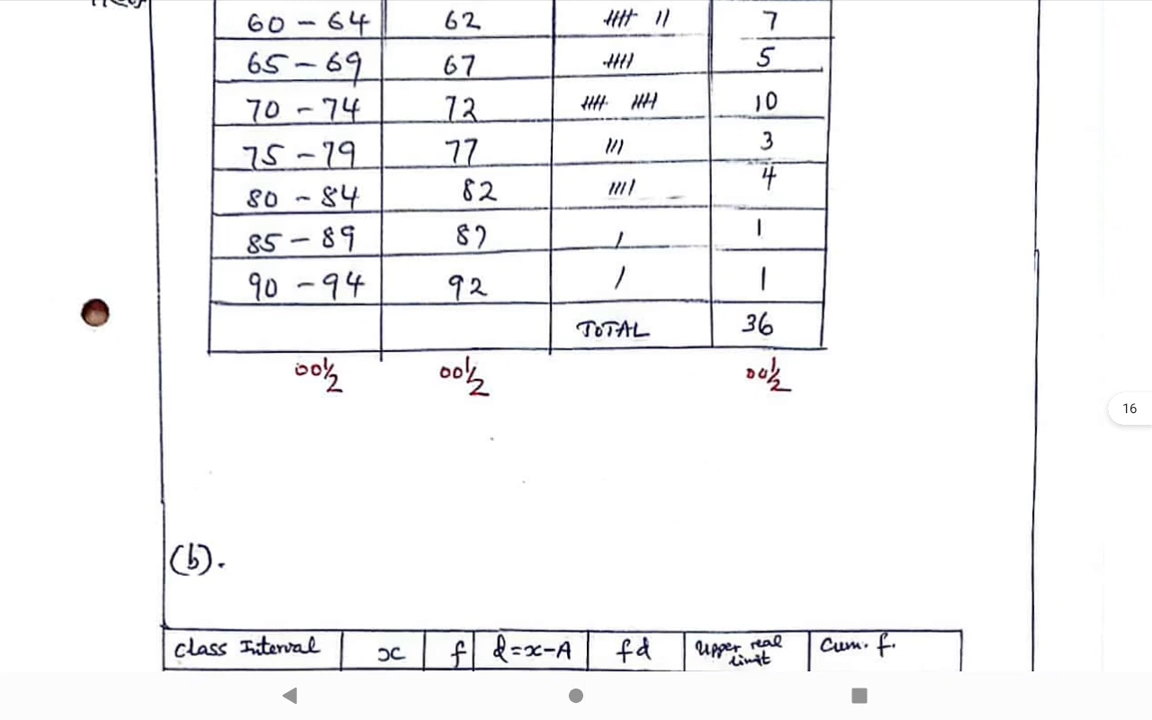 60 - 64 62 7
65 - 69 67 5
70 - 74 72 10
75 - 79 77 3
80 - 84 82 4
85 - 89 87 1
90 - 94 92 1
TOTAL 36
00½ 00½ 00½
16
(b).
class Interval x f d=x-A fd Upper real limit Cum. f.